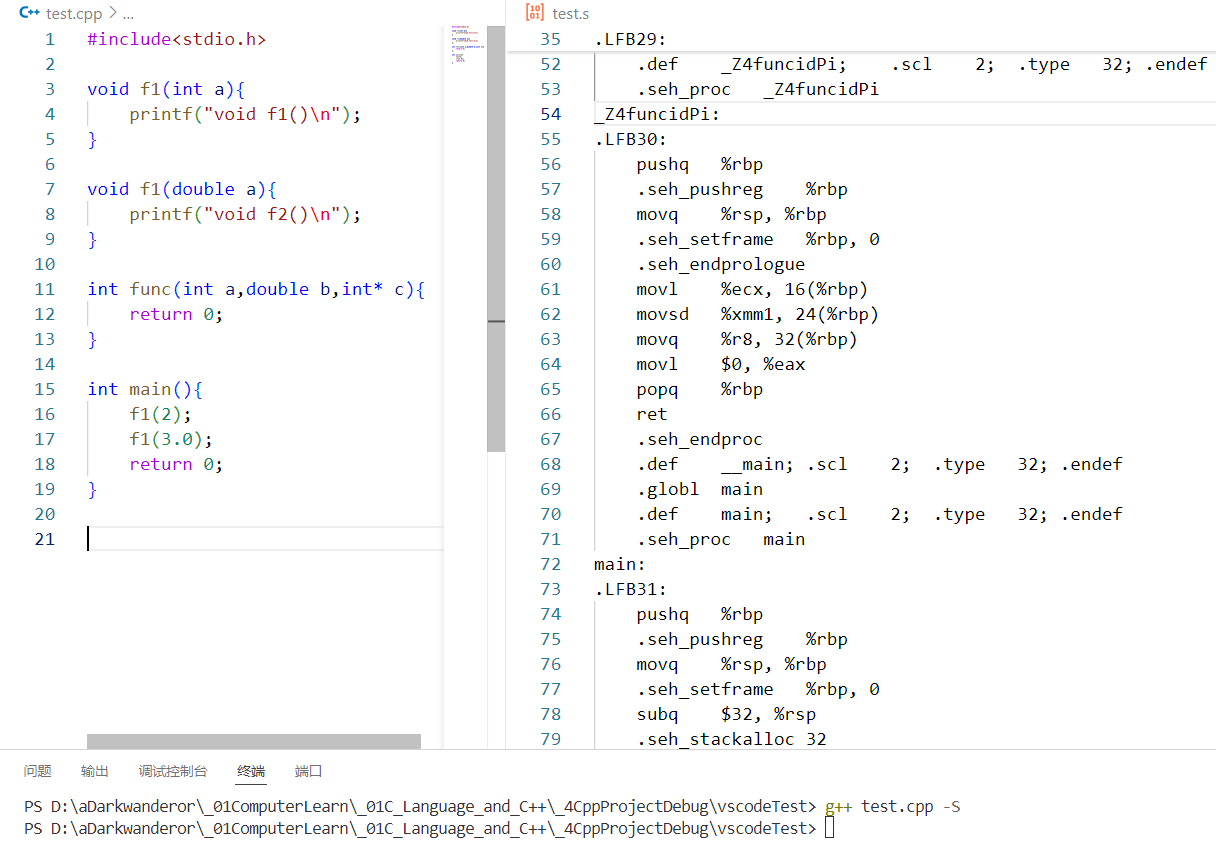 C++ test.cpp > ...
1 #include<stdio.h>
2
3 void f1(int a){
4 printf("void f1()\n");
5 }
6
7 void f1(double a){
8 printf("void f2()\n");
9 }
10
11 int func(int a,double b,int* c){
12 return 0;
13 }
14
15 int main(){
16 f1(2);
17 f1(3.0);
18 return 0;
19 }
20
21
test.s
35 .LFB29:
52 .def _Z4funcidPi; .scl 2; .type 32; .endef
53 .seh_proc _Z4funcidPi
54 _Z4funcidPi:
55 .LFB30:
56 pushq %rbp
57 .seh_pushreg %rbp
58 movq %rsp, %rbp
59 .seh_setframe %rbp, 0
60 .seh_endprologue
61 movl %ecx, 16(%rbp)
62 movsd %xmm1, 24(%rbp)
63 movq %r8, 32(%rbp)
64 movl $0, %eax
65 popq %rbp
66 ret
67 .seh_endproc
68 .def __main; .scl 2; .type 32; .endef
69 .globl main
70 .def main; .scl 2; .type 32; .endef
71 .seh_proc main
72 main:
73 .LFB31:
74 pushq %rbp
75 .seh_pushreg %rbp
76 movq %rsp, %rbp
77 .seh_setframe %rbp, 0
78 subq $32, %rsp
79 .seh_stackalloc 32
问题 输出 调试控制台 终端 端口
PS D:\aDarkwanderor\_01ComputerLearn\_01C_Language_and_C++\_4CppProjectDebug\vscodeTest> g++ test.cpp -S
PS D:\aDarkwanderor\_01ComputerLearn\_01C_Language_and_C++\_4CppProjectDebug\vscodeTest>